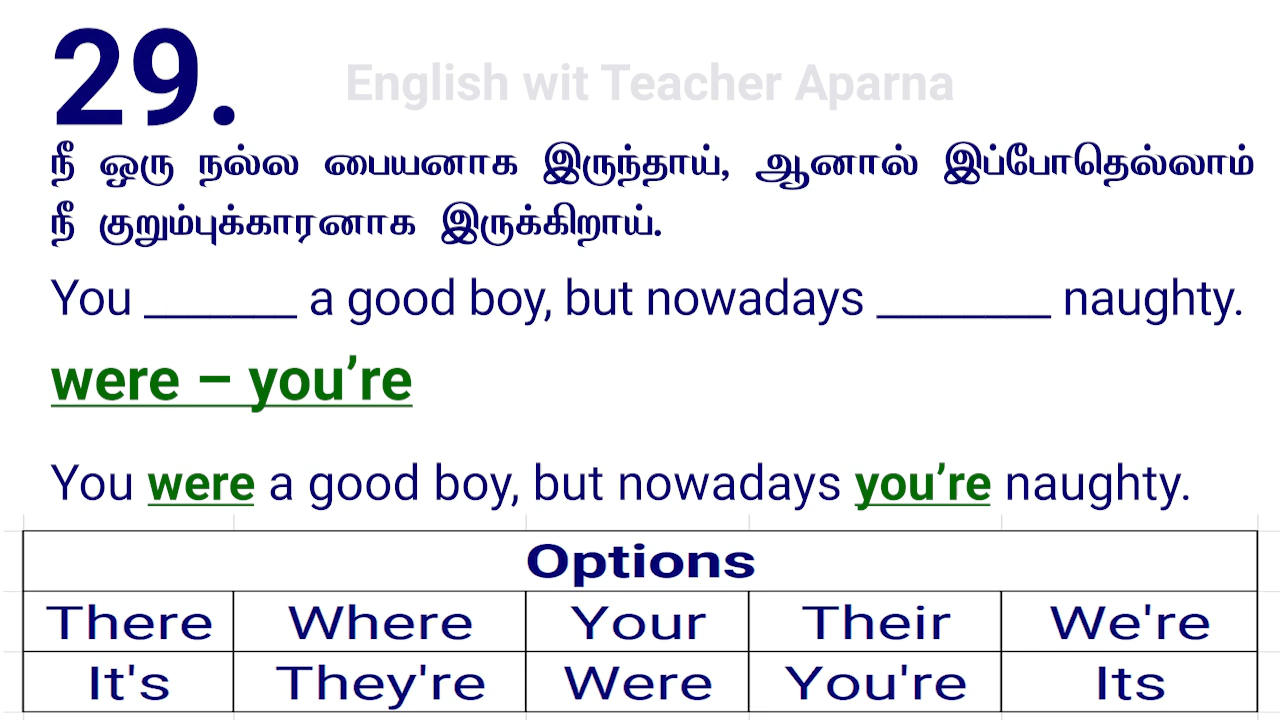 29.
English wit Teacher Aparna
நீ ஒரு நல்ல பையனாக இருந்தாய், ஆனால் இப்போதெல்லாம்
நீ குறும்புக்காரனாக இருக்கிறாய்.
You _______ a good boy, but nowadays ________ naughty.
were – you’re
You were a good boy, but nowadays you’re naughty.
Options
There Where Your Their We're
It's They're Were You're Its